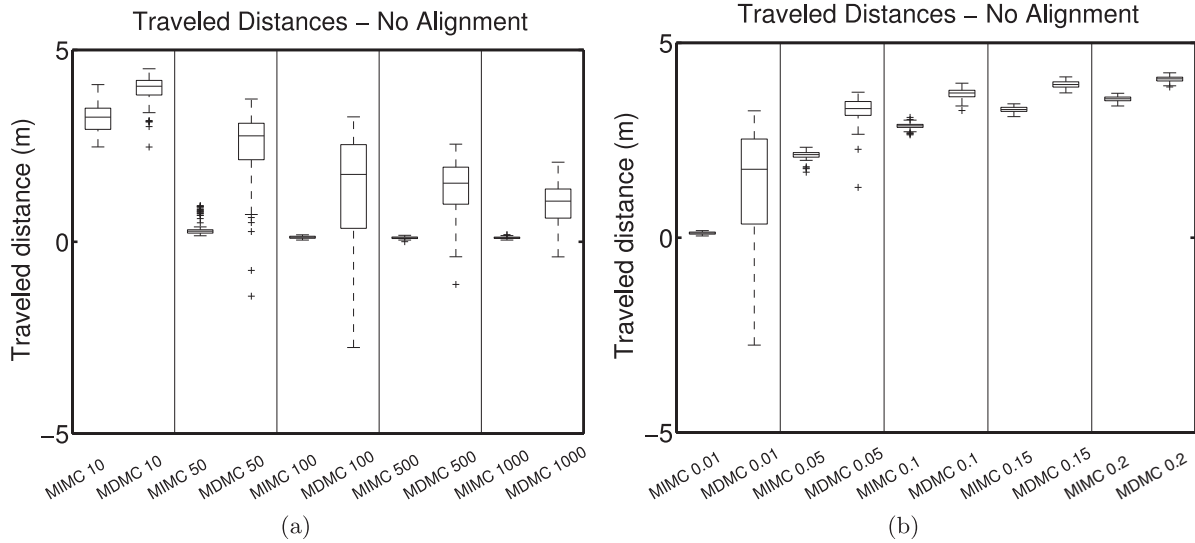 Traveled Distances – No Alignment
5
0
−5
Traveled distance (m)
MIMC 10
MDMC 10
MIMC 50
MDMC 50
MIMC 100
MDMC 100
MIMC 500
MDMC 500
MIMC 1000
MDMC 1000
(a)
Traveled Distances – No Alignment
5
0
−5
Traveled distance (m)
MIMC 0.01
MDMC 0.01
MIMC 0.05
MDMC 0.05
MIMC 0.1
MDMC 0.1
MIMC 0.15
MDMC 0.15
MIMC 0.2
MDMC 0.2
(b)